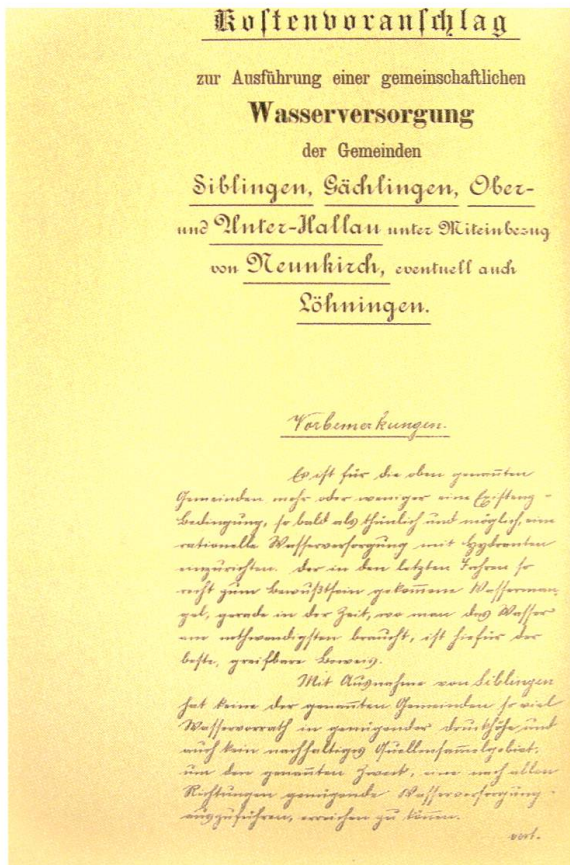 Kostenvoranschlag
zur Ausführung einer gemeinschaftlichen
Wasserversorgung
der Gemeinden
Siblingen, Gächlingen, Ober-
und Unter-Hallau unter Miteinbezug
von Neunkirch, eventuell auch
Löhningen.
Vorbemerkungen.
Es ist für die oben genannten
Gemeinden mehr oder weniger eine Existenz-
Bedingung, so bald als thunlich und möglich, eine
rationelle Wasserversorgung mit Hydranten
einzurichten. Der in den letzten Jahren so
recht zum Bewußtsein gekommene Wasserman-
gel, gerade in der Zeit, wo man das Wasser
am nothwendigsten braucht, ist hiefür der
beste, greifbare Beweis.
Mit Ausnahme von Siblingen
hat keine der genannten Gemeinden so viel
Wasservorrath in genügender Druckhöhe und
auch kein nachhaltiges Quellensammelgebiet,
um den genannten Zweck, eine nach allen
Richtungen genügende Wasserversorgung
auszuführen, erreichen zu können.